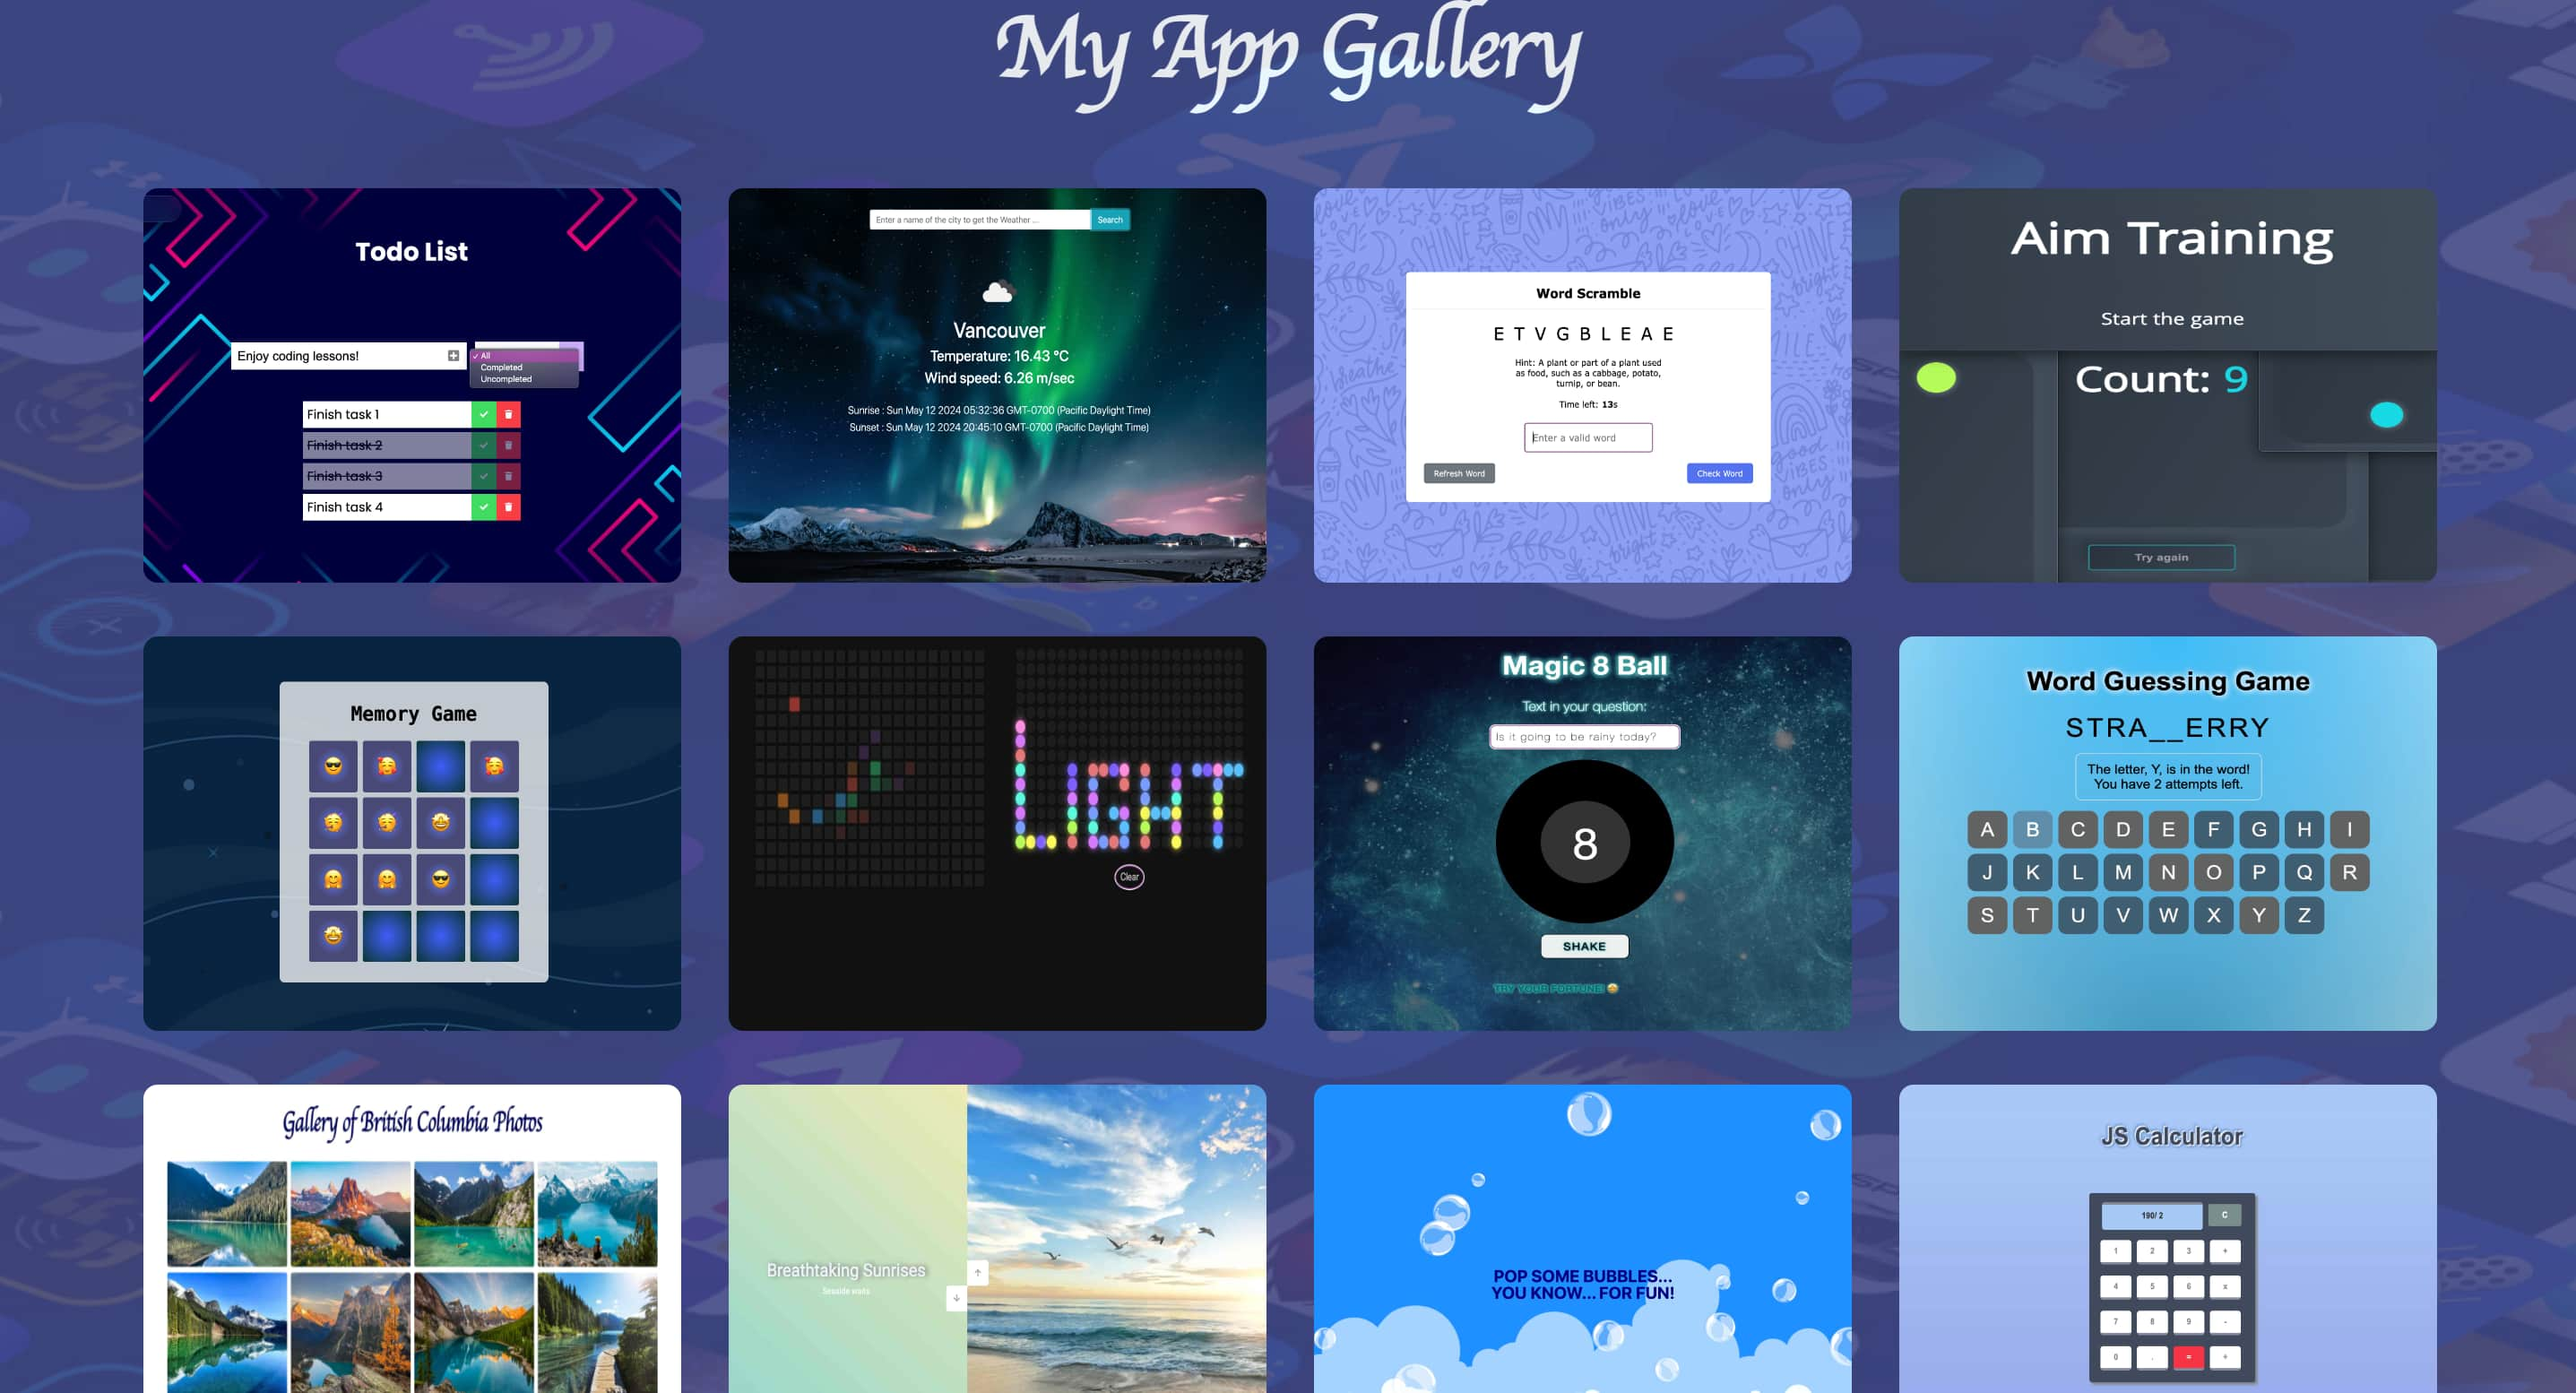 My App Gallery
Todo List
Enjoy coding lessons!
✓ All
Completed
Uncompleted
Finish task 1
Finish task 2
Finish task 3
Finish task 4
Enter a name of the city to get the Weather ...
Search
Vancouver
Temperature: 16.43 °C
Wind speed: 6.26 m/sec
Sunrise : Sun May 12 2024 05:32:36 GMT-0700 (Pacific Daylight Time)
Sunset : Sun May 12 2024 20:45:10 GMT-0700 (Pacific Daylight Time)
Word Scramble
E T V G B L E A E
Hint: A plant or part of a plant used
as food, such as a cabbage, potato,
turnip, or bean.
Time left: 13s
Enter a valid word
Refresh Word
Check Word
Aim Training
Start the game
Count: 9
Try again
Memory Game
LIGHT
Clear
Magic 8 Ball
Text in your question:
Is it going to be rainy today?
8
SHAKE
TRY YOUR FORTUNE!
Word Guessing Game
STRA__ERRY
The letter, Y, is in the word!
You have 2 attempts left.
A B C D E F G H I
J K L M N O P Q R
S T U V W X Y Z
Gallery of British Columbia Photos
Breathtaking Sunrises
Seaside visits
POP SOME BUBBLES...
YOU KNOW... FOR FUN!
JS Calculator
190/ 2
C
1 2 3 +
4 5 6 x
7 8 9 -
0 . = ÷